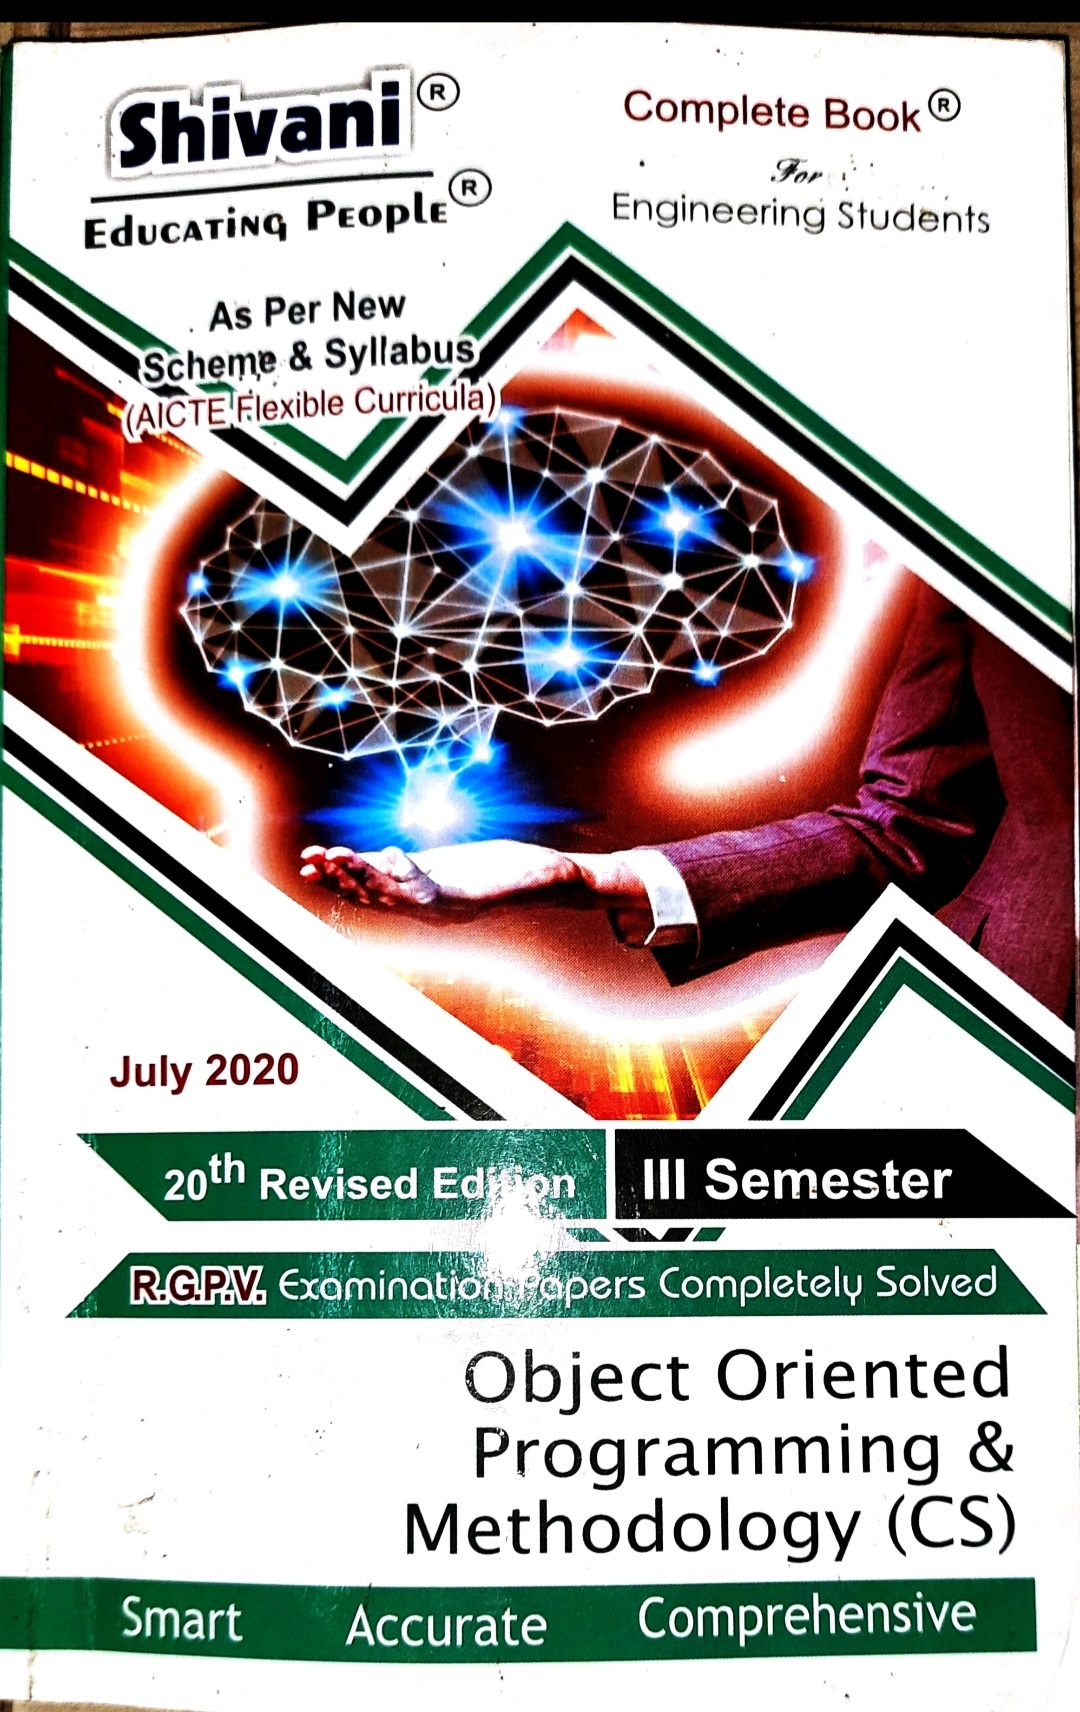 Shivani®
Educating People®
Complete Book®
For
Engineering Students
As Per New
Scheme & Syllabus
(AICTE Flexible Curricula)
July 2020
20th Revised Edition
III Semester
R.G.P.V. Examination Papers Completely Solved
Object Oriented
Programming &
Methodology (CS)
Smart Accurate Comprehensive